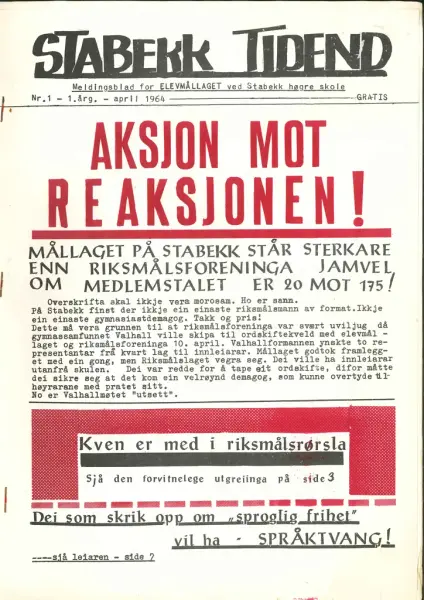 STABEKK TIDEND
Meldingsblad for ELEVMÅLLAGET ved Stabekk høgre skole
Nr.1 - 1.årg. - april 1964 GRATIS
AKSJON MOT
REAKSJONEN!
MÅLLAGET PÅ STABEKK STÅR STERKARE
ENN RIKSMÅLSFORENINGA JAMVEL
OM MEDLEMSTALET ER 20 MOT 175!
Overskrifta skal ikkje vera morosam. Ho er sann.
På Stabekk finst der ikkje ein einaste riksmålsmann av format. Ikkje
ein einaste gymnasiastdemagog. Takk og pris!
Dette må vera grunnen til at riksmålsforeninga var svært uviljug då
gymnassamfunnet Valhall ville skipa til ordskiftekveld med elevmål-
laget og riksmålsforeninga 10. april. Valhallformannen ynskte to re-
presentantar frå kvart lag til innleiarar. Mållaget godtok framlegg-
et med ein gong, men Riksmålslaget vegra seg. Dei ville ha innleiarar
utanfrå skulen. Dei var redde for å tape sit ordskifte, difor måtte
dei sikre seg at det kom ein velrøynd demagog, som kunne overtyde til-
høyrarane med pratet sitt.
No er Valhallmøtet "utsett".
Kven er med i riksmålsrørsla
Sjå den forvitnelege utgreiinga på side 3
Dei som skrik opp om „sproglig frihet"
vil ha - SPRÅKTVANG!
----sjå leiaren - side 2